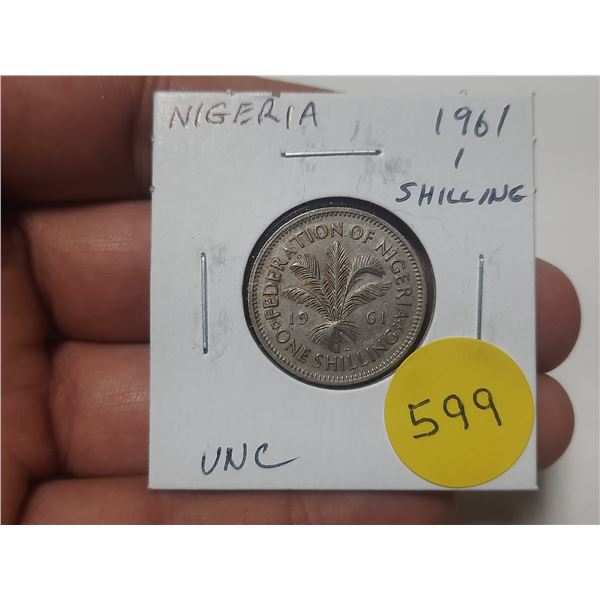 NIGERIA
1961
1
SHILLING
FEDERATION OF NIGERIA
19 61
ONE SHILLING
599
UNC